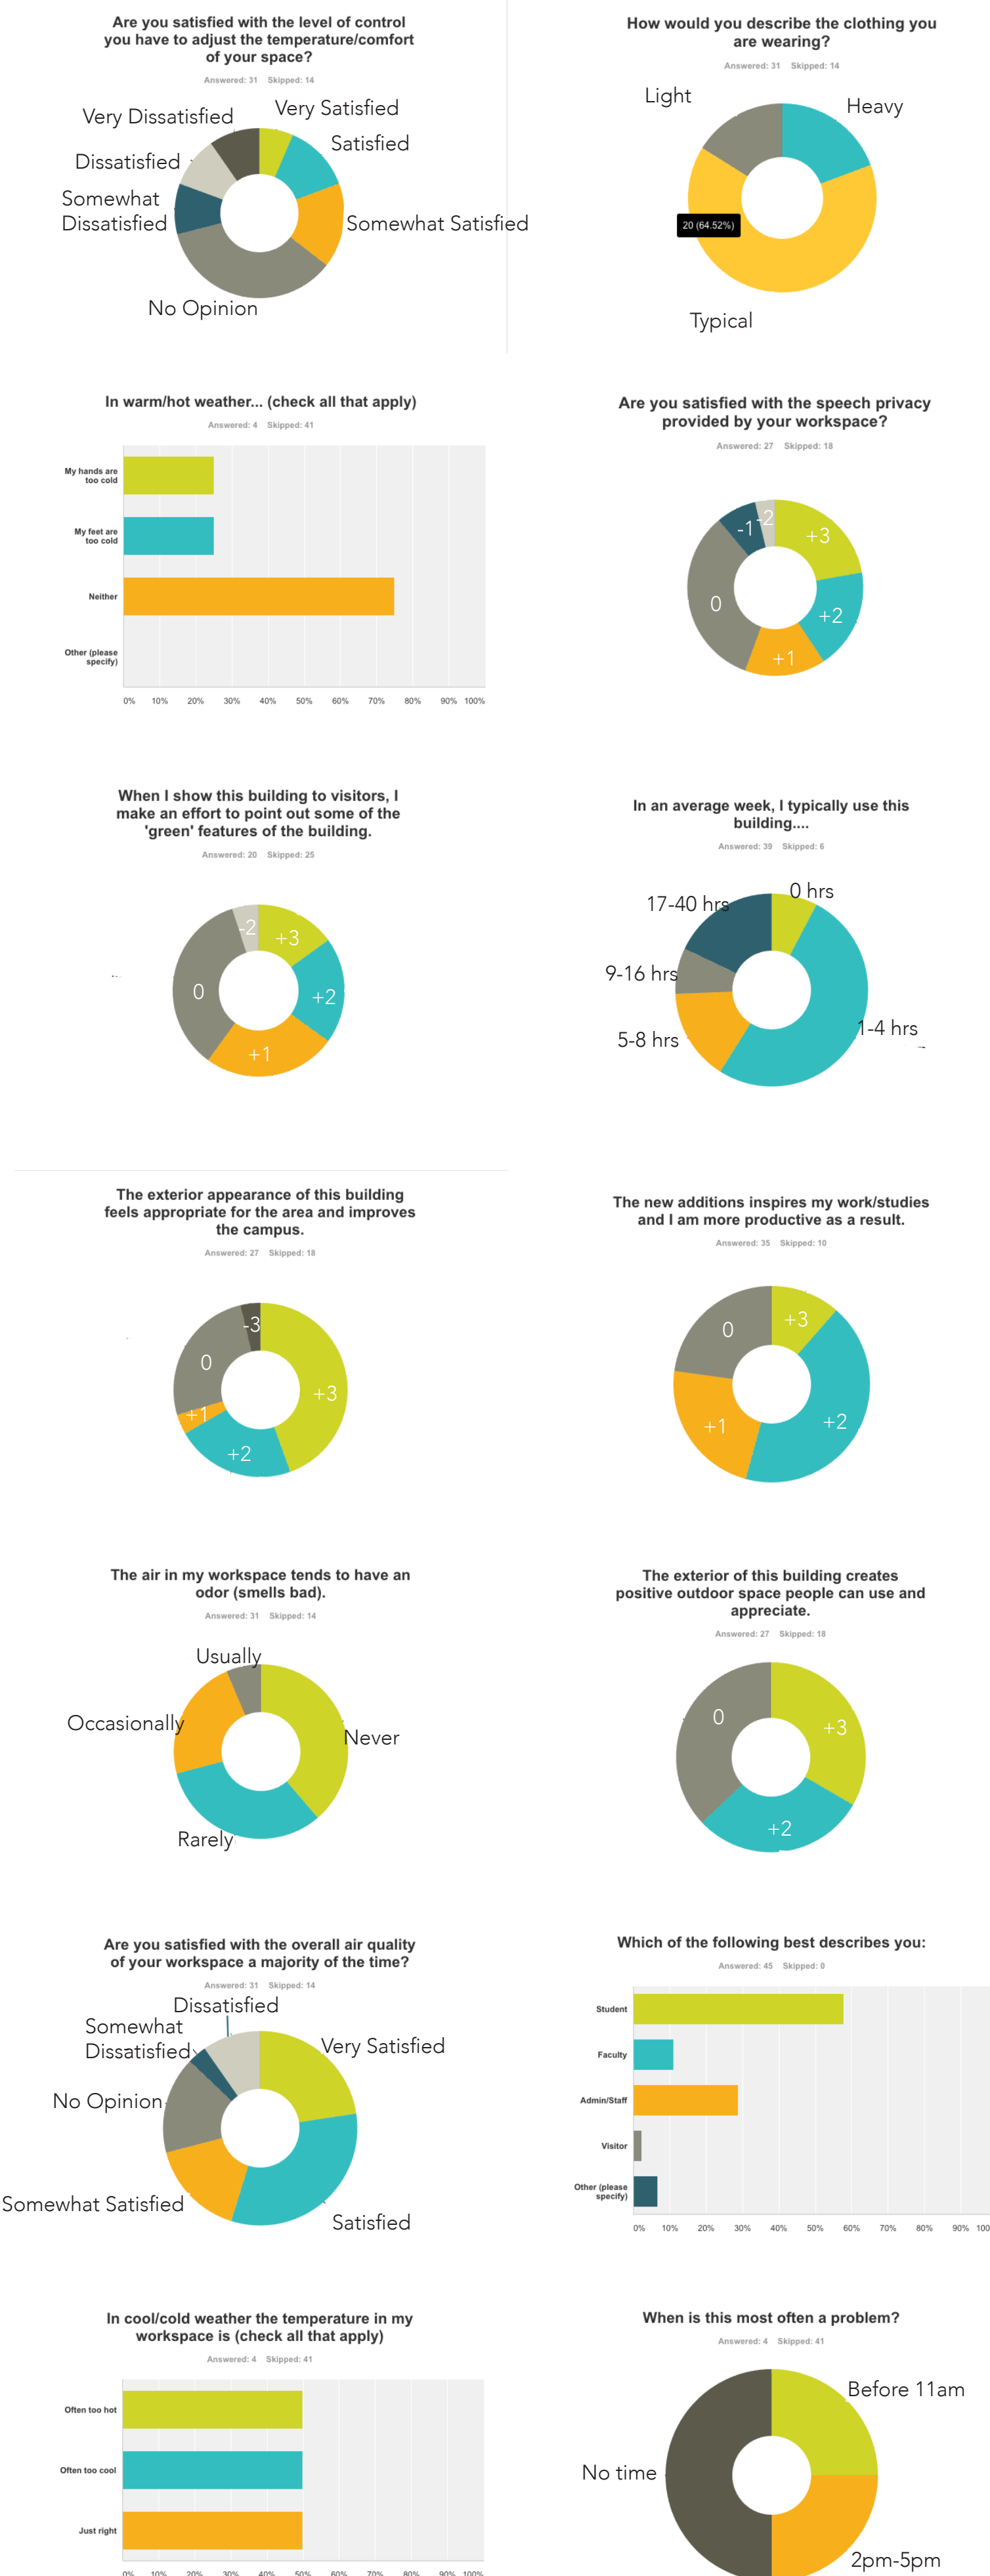 Are you satisfied with the level of control
you have to adjust the temperature/comfort
of your space?
Answered: 31 Skipped: 14
Very Dissatisfied
Very Satisfied
Satisfied
Dissatisfied
Somewhat
Dissatisfied
Somewhat Satisfied
No Opinion
How would you describe the clothing you
are wearing?
Answered: 31 Skipped: 14
Light
Heavy
20 (64.52%)
Typical
In warm/hot weather... (check all that apply)
Answered: 4 Skipped: 41
My hands are
too cold
My feet are
too cold
Neither
Other (please
specify)
0% 10% 20% 30% 40% 50% 60% 70% 80% 90% 100%
Are you satisfied with the speech privacy
provided by your workspace?
Answered: 27 Skipped: 18
-1
-2
+3
0
+2
+1
When I show this building to visitors, I
make an effort to point out some of the
'green' features of the building.
Answered: 20 Skipped: 25
-2
+3
0
+2
+1
In an average week, I typically use this
building....
Answered: 39 Skipped: 6
0 hrs
17-40 hrs
9-16 hrs
1-4 hrs
5-8 hrs
The exterior appearance of this building
feels appropriate for the area and improves
the campus.
Answered: 27 Skipped: 18
-3
0
+3
+1
+2
The new additions inspires my work/studies
and I am more productive as a result.
Answered: 35 Skipped: 10
+3
0
+2
+1
The air in my workspace tends to have an
odor (smells bad).
Answered: 31 Skipped: 14
Usually
Occasionally
Never
Rarely
The exterior of this building creates
positive outdoor space people can use and
appreciate.
Answered: 27 Skipped: 18
0
+3
+2
Are you satisfied with the overall air quality
of your workspace a majority of the time?
Answered: 31 Skipped: 14
Dissatisfied
Somewhat
Dissatisfied
Very Satisfied
No Opinion
Somewhat Satisfied
Satisfied
Which of the following best describes you:
Answered: 45 Skipped: 0
Student
Faculty
Admin/Staff
Visitor
Other (please
specify)
0% 10% 20% 30% 40% 50% 60% 70% 80% 90% 100
In cool/cold weather the temperature in my
workspace is (check all that apply)
Answered: 4 Skipped: 41
Often too hot
Often too cool
Just right
0% 10% 20% 30% 40% 50% 60% 70% 80% 90% 100%
When is this most often a problem?
Answered: 4 Skipped: 41
Before 11am
No time
2pm-5pm